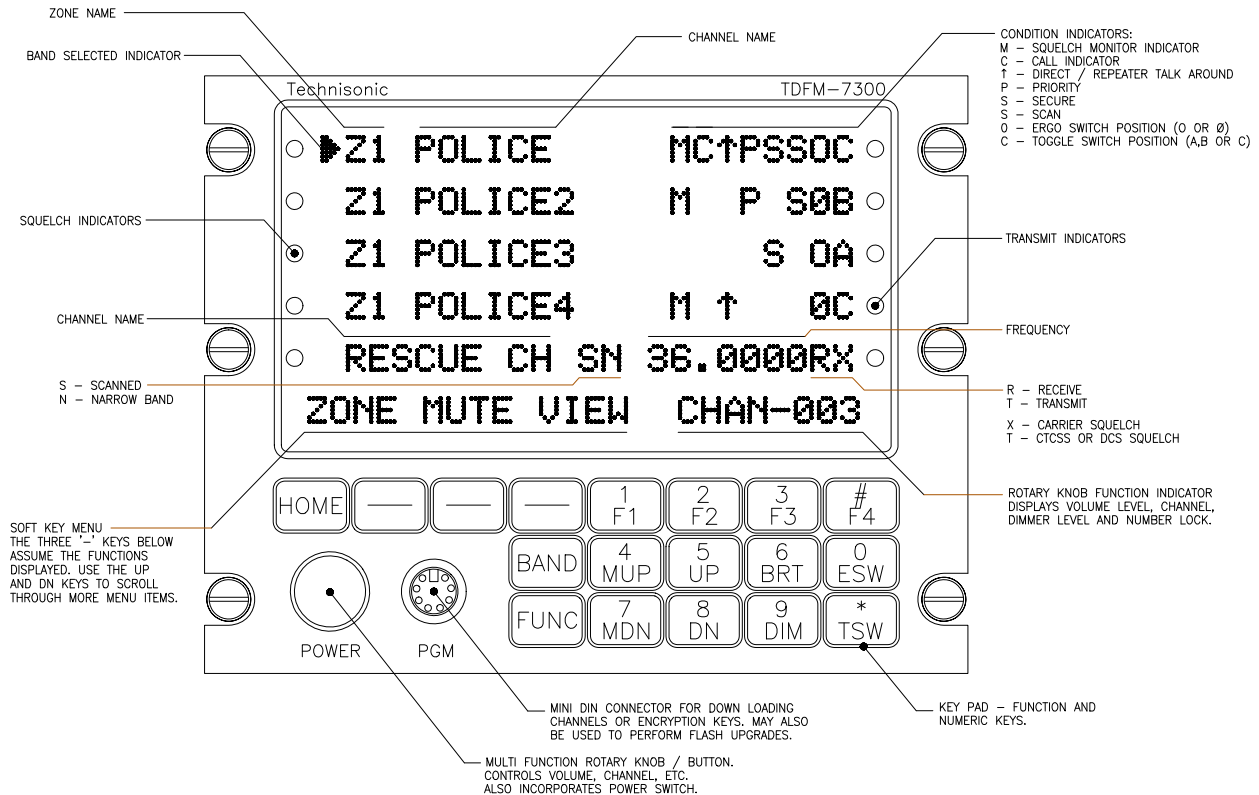 ZONE NAME
BAND SELECTED INDICATOR
CHANNEL NAME
CONDITION INDICATORS:
M – SQUELCH MONITOR INDICATOR
C – CALL INDICATOR
↑ – DIRECT / REPEATER TALK AROUND
P – PRIORITY
S – SECURE
S – SCAN
O – ERGO SWITCH POSITION (O OR Ø)
C – TOGGLE SWITCH POSITION (A,B OR C)
Technisonic
TDFM–7300
Z1 POLICE MC↑PSSOC
Z1 POLICE2 M P SØB
Z1 POLICE3 S OA
Z1 POLICE4 M ↑ ØC
RESCUE CH SN 36.0000RX
ZONE MUTE VIEW CHAN-003
SQUELCH INDICATORS
TRANSMIT INDICATORS
CHANNEL NAME
FREQUENCY
S – SCANNED
N – NARROW BAND
R – RECEIVE
T – TRANSMIT
X – CARRIER SQUELCH
T – CTCSS OR DCS SQUELCH
ROTARY KNOB FUNCTION INDICATOR
DISPLAYS VOLUME LEVEL, CHANNEL,
DIMMER LEVEL AND NUMBER LOCK.
SOFT KEY MENU
THE THREE '–' KEYS BELOW
ASSUME THE FUNCTIONS
DISPLAYED. USE THE UP
AND DN KEYS TO SCROLL
THROUGH MORE MENU ITEMS.
HOME
1
F1
2
F2
3
F3
#
F4
BAND
4
MUP
5
UP
6
BRT
0
ESW
FUNC
7
MDN
8
DN
9
DIM
*
TSW
POWER
PGM
KEY PAD – FUNCTION AND
NUMERIC KEYS.
MINI DIN CONNECTOR FOR DOWN LOADING
CHANNELS OR ENCRYPTION KEYS. MAY ALSO
BE USED TO PERFORM FLASH UPGRADES.
MULTI FUNCTION ROTARY KNOB / BUTTON.
CONTROLS VOLUME, CHANNEL, ETC.
ALSO INCORPORATES POWER SWITCH.